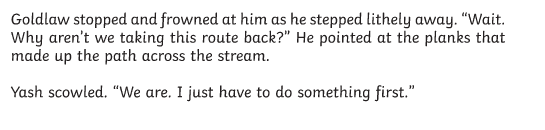 Goldlaw stopped and frowned at him as he stepped lithely away. “Wait.
Why aren’t we taking this route back?” He pointed at the planks that
made up the path across the stream.
Yash scowled. “We are. I just have to do something first.”